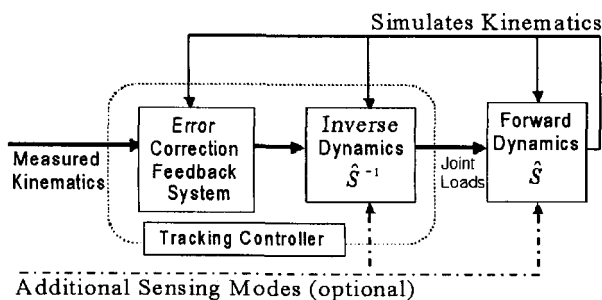 Simulates Kinematics
Measured
Kinematics
Error
Correction
Feedback
System
Inverse
Dynamics
Ŝ -1
Joint
Loads
Forward
Dynamics
Ŝ
Tracking Controller
Additional Sensing Modes (optional)